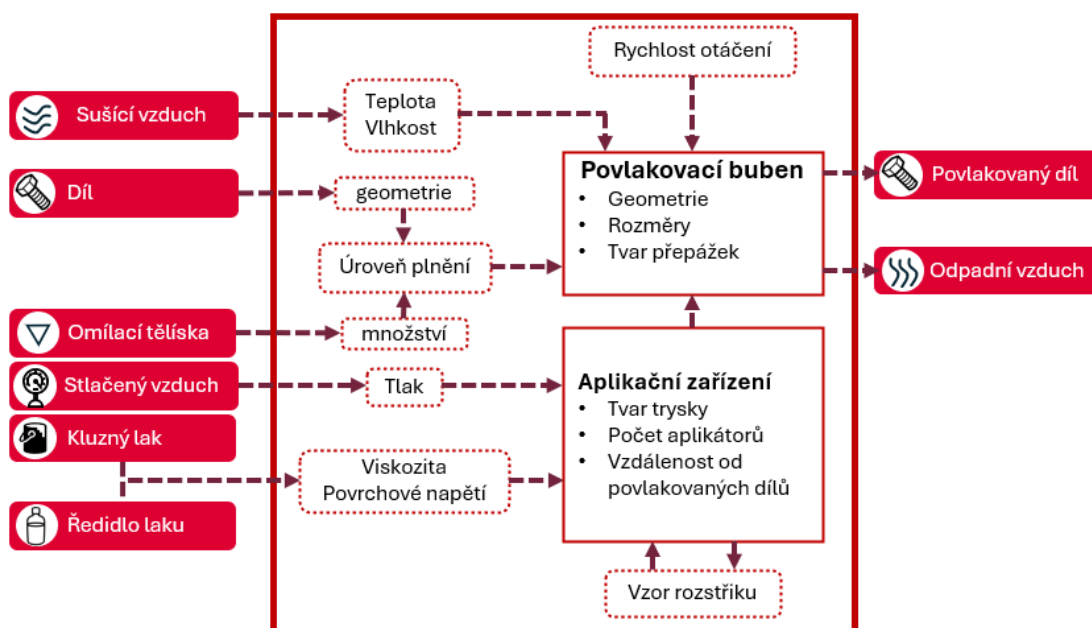 Rychlost otáčení
Sušící vzduch
Teplota
Vlhkost
Díl
geometrie
Úroveň plnění
Omílací tělíska
množství
Stlačený vzduch
Tlak
Kluzný lak
Ředidlo laku
Viskozita
Povrchové napětí
Povlakovací buben
• Geometrie
• Rozměry
• Tvar přepážek
Aplikační zařízení
• Tvar trysky
• Počet aplikátorů
• Vzdálenost od
povlakovaných dílů
Vzor rozstřiku
Povlakovaný díl
Odpadní vzduch